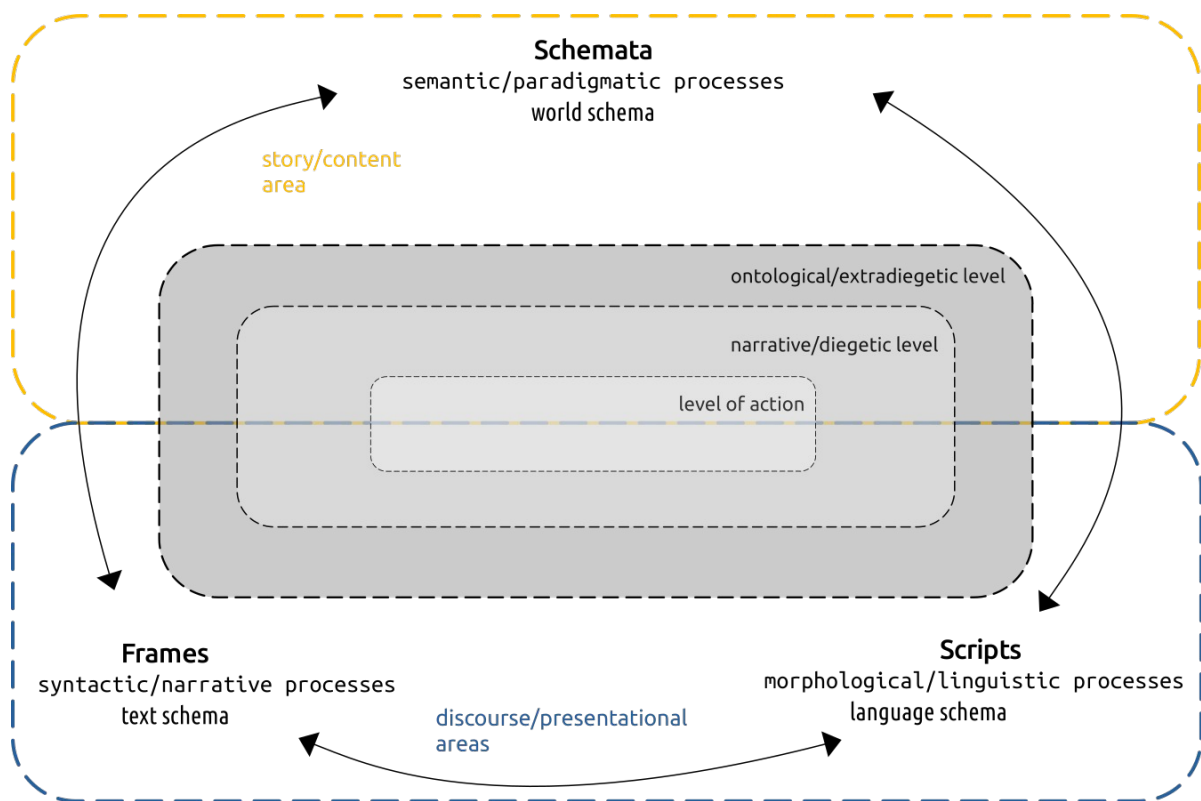 Schemata
semantic/paradigmatic processes
world schema
story/content
area
ontological/extradiegetic level
narrative/diegetic level
level of action
Frames
syntactic/narrative processes
text schema
Scripts
morphological/linguistic processes
language schema
discourse/presentational
areas